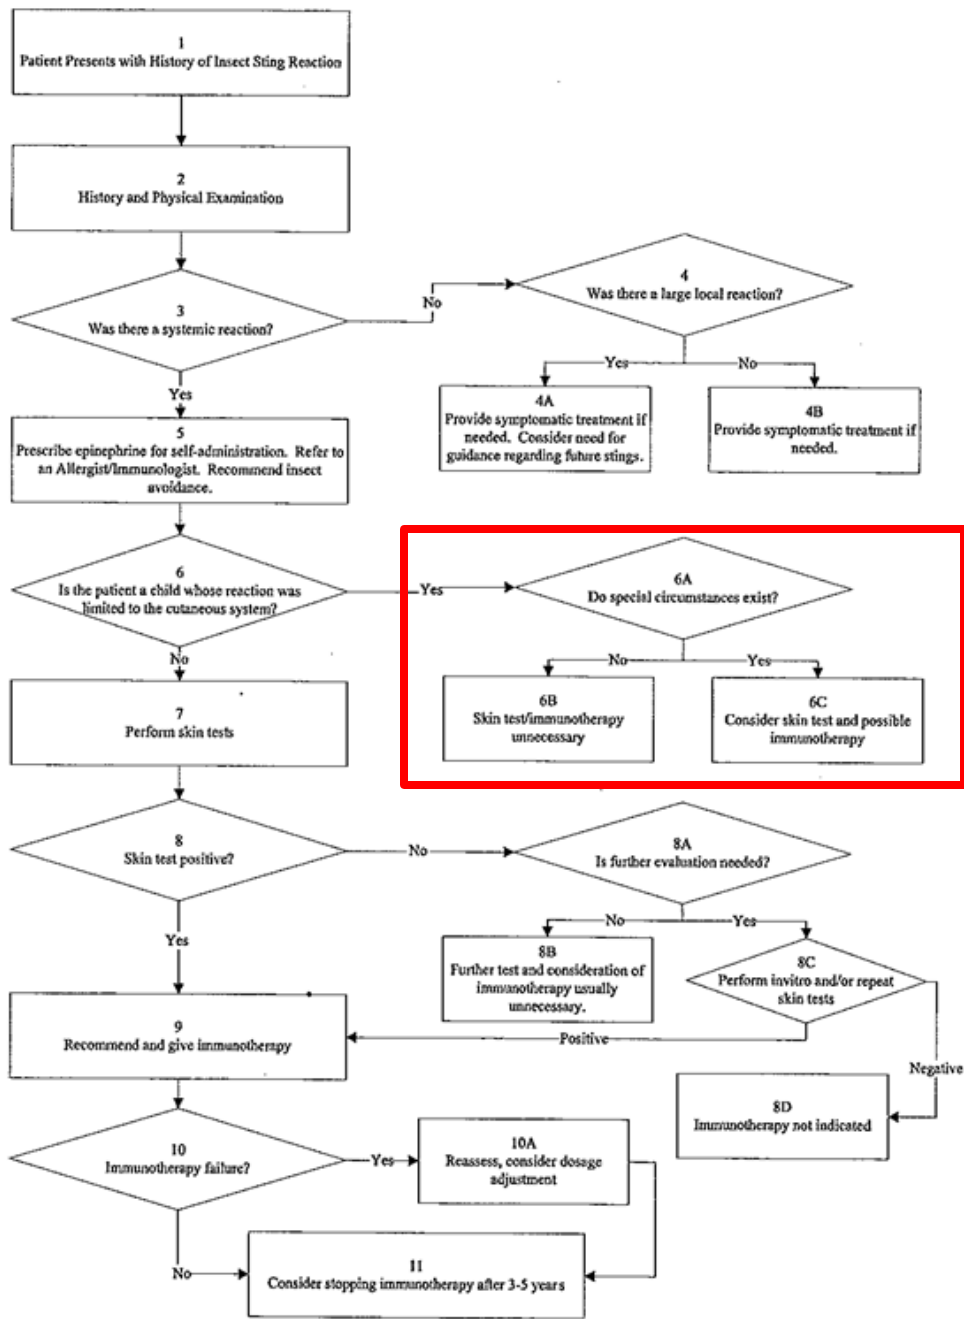 1
Patient Presents with History of Insect Sting Reaction
2
History and Physical Examination
3
Was there a systemic reaction?
No
4
Was there a large local reaction?
Yes
No
4A
Provide symptomatic treatment if
needed. Consider need for
guidance regarding future stings.
4B
Provide symptomatic treatment if
needed.
Yes
5
Prescribe epinephrine for self-administration. Refer to
an Allergist/Immunologist. Recommend insect
avoidance.
6
Is the patient a child whose reaction was
limited to the cutaneous system?
Yes
6A
Do special circumstances exist?
No
Yes
6B
Skin test/immunotherapy
unnecessary
6C
Consider skin test and possible
immunotherapy
No
7
Perform skin tests
8
Skin test positive?
No
8A
Is further evaluation needed?
No
Yes
8B
Further test and consideration of
immunotherapy usually
unnecessary.
8C
Perform invitro and/or repeat
skin tests
Positive
Negative
8D
Immunotherapy not indicated
Yes
9
Recommend and give immunotherapy
10
Immunotherapy failure?
Yes
10A
Reassess, consider dosage
adjustment
No
11
Consider stopping immunotherapy after 3-5 years